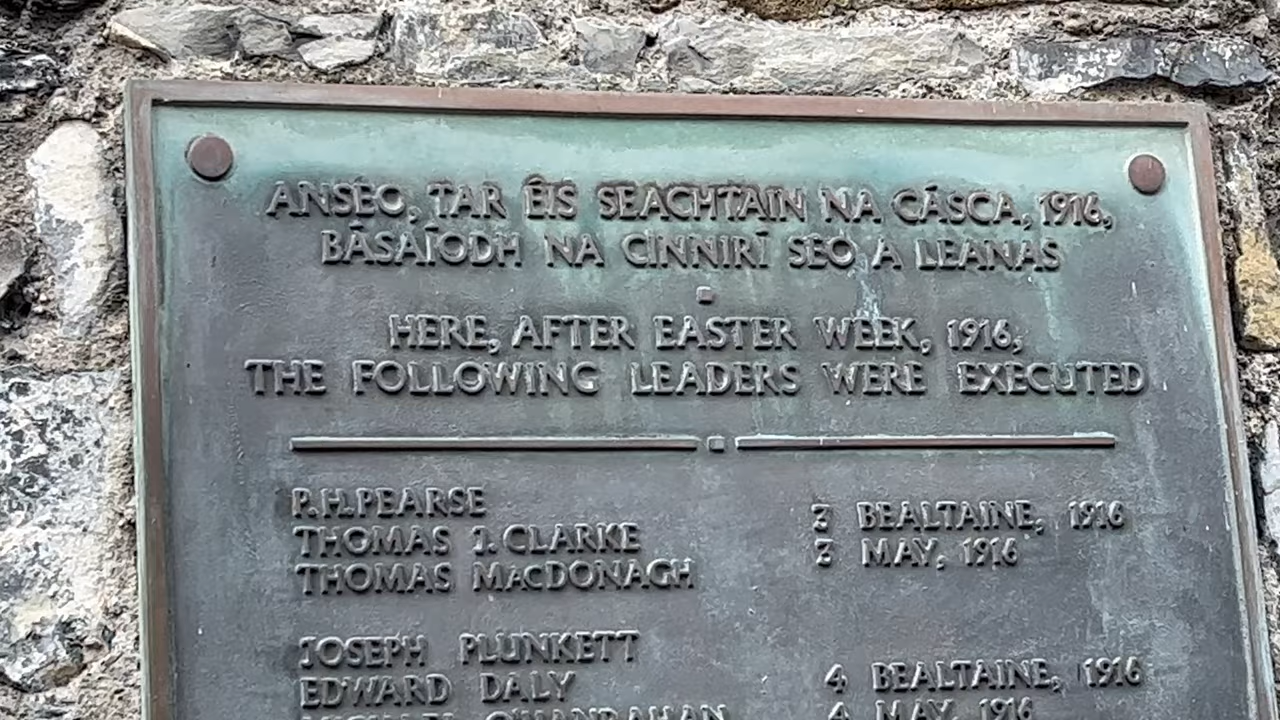 ANSEO, TAR ÉIS SEACHTAIN NA CÁSCA, 1916,
BÁSAÍODH NA CINNIRÍ SEO A LEANAS
HERE, AFTER EASTER WEEK, 1916,
THE FOLLOWING LEADERS WERE EXECUTED
P.H.PEARSE
THOMAS J.CLARKE
THOMAS MACDONAGH
3 BEALTAINE, 1916
3 MAY, 1916
JOSEPH PLUNKETT
EDWARD DALY
MICHAEL O'HANRAHAN
4 BEALTAINE, 1916
4 MAY, 1916